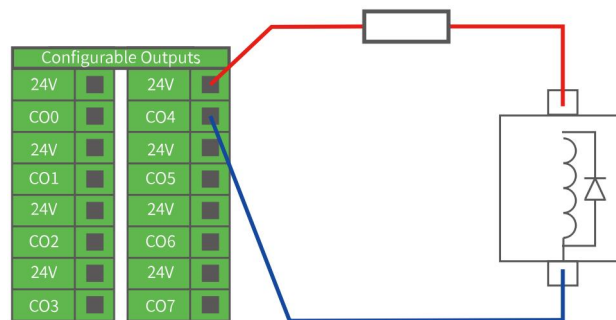 Configurable Outputs
24V 24V
CO0 CO4
24V 24V
CO1 CO5
24V 24V
CO2 CO6
24V 24V
CO3 CO7